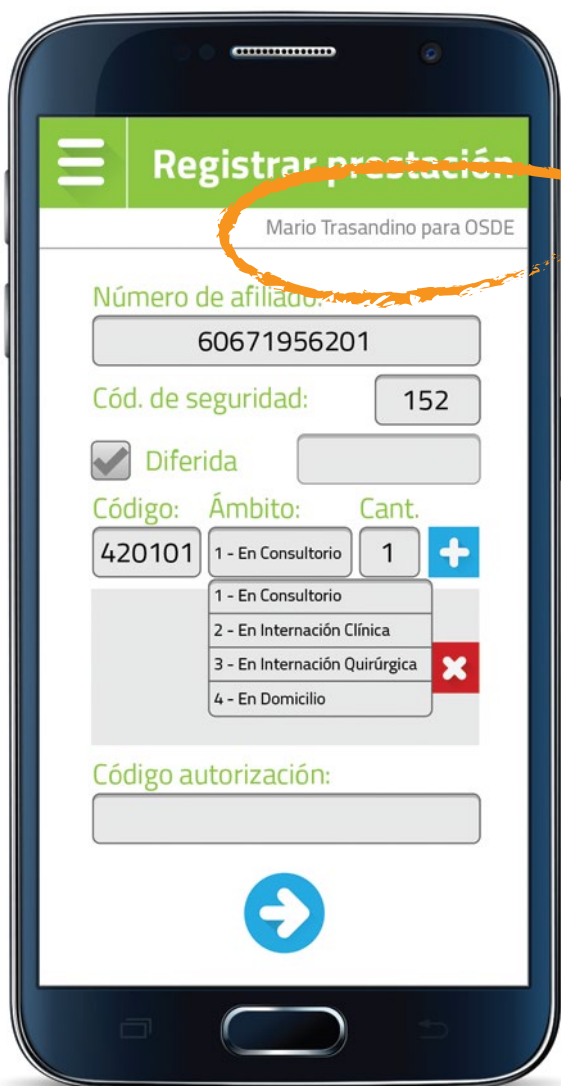 Registrar prestación
Mario Trasandino para OSDE
Número de afiliado:
60671956201
Cód. de seguridad:
152
Diferida
Código: Ámbito: Cant.
420101 1 - En Consultorio 1
1 - En Consultorio
2 - En Internación Clínica
3 - En Internación Quirúrgica
4 - En Domicilio
Código autorización: